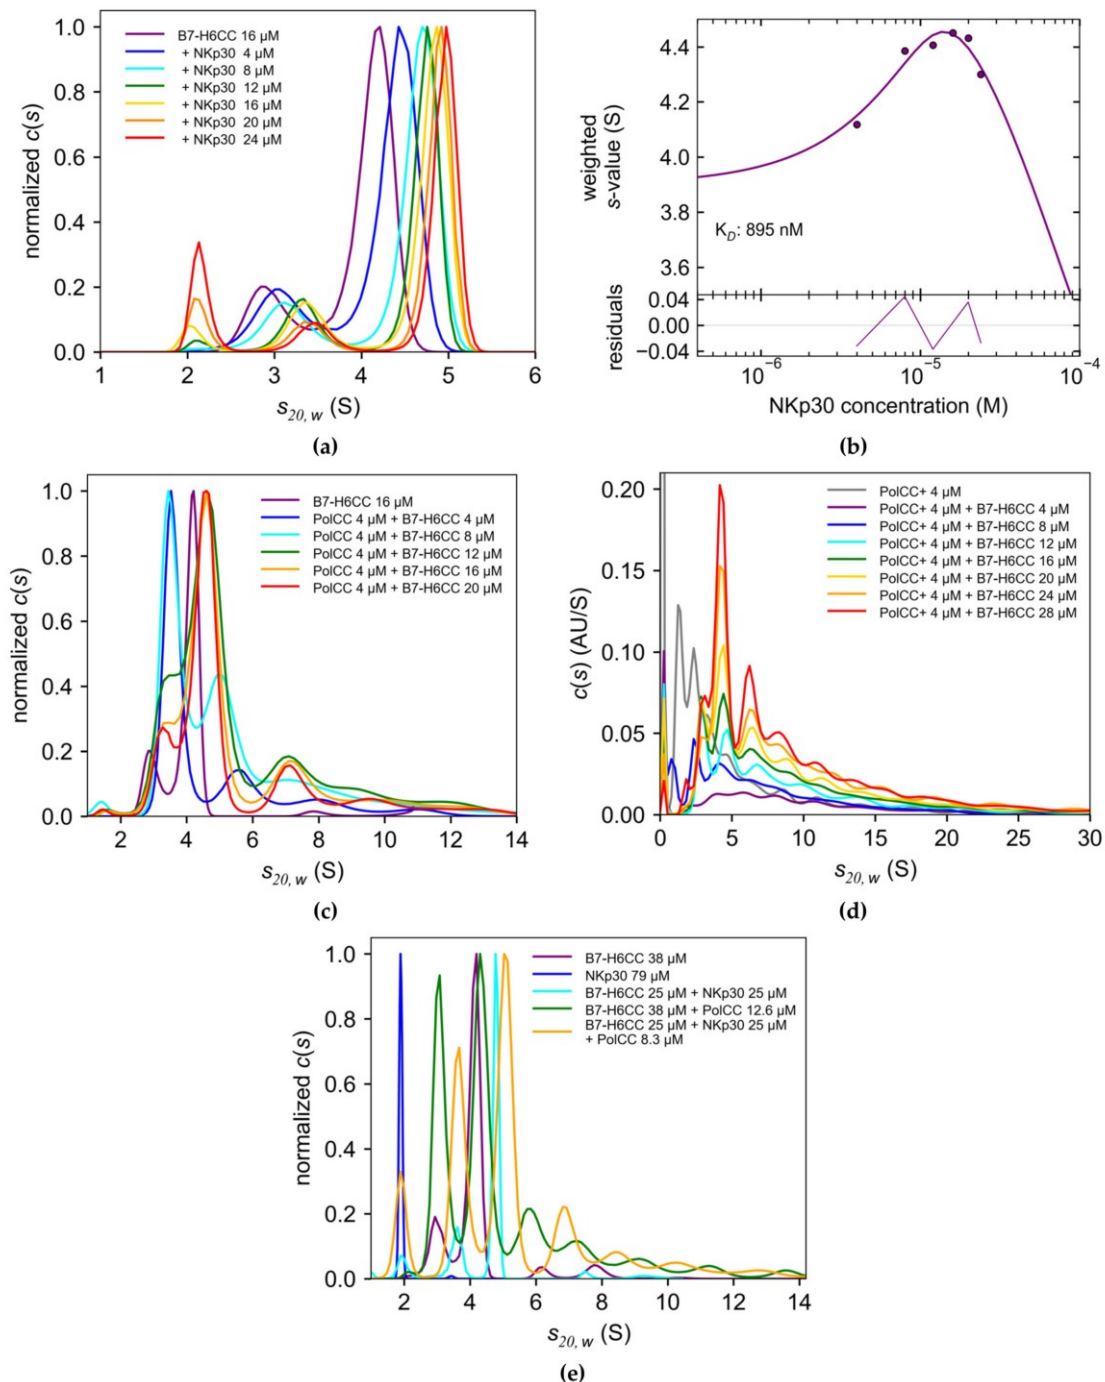 normalized c(s)
1.0
0.8
0.6
0.4
0.2
0.0
B7-H6CC 16 µM
+ NKp30 4 µM
+ NKp30 8 µM
+ NKp30 12 µM
+ NKp30 16 µM
+ NKp30 20 µM
+ NKp30 24 µM
1 2 3 4 5 6
s20, w (S)
(a)
weighted
s-value (S)
4.4
4.2
4.0
3.8
3.6
KD: 895 nM
residuals
0.04
0.00
−0.04
10−6 10−5 10−4
NKp30 concentration (M)
(b)
normalized c(s)
1.0
0.8
0.6
0.4
0.2
0.0
B7-H6CC 16 µM
PolCC 4 µM + B7-H6CC 4 µM
PolCC 4 µM + B7-H6CC 8 µM
PolCC 4 µM + B7-H6CC 12 µM
PolCC 4 µM + B7-H6CC 16 µM
PolCC 4 µM + B7-H6CC 20 µM
2 4 6 8 10 12 14
s20, w (S)
(c)
c(s) (AU/S)
0.20
0.15
0.10
0.05
0.00
PolCC+ 4 µM
PolCC+ 4 µM + B7-H6CC 4 µM
PolCC+ 4 µM + B7-H6CC 8 µM
PolCC+ 4 µM + B7-H6CC 12 µM
PolCC+ 4 µM + B7-H6CC 16 µM
PolCC+ 4 µM + B7-H6CC 20 µM
PolCC+ 4 µM + B7-H6CC 24 µM
PolCC+ 4 µM + B7-H6CC 28 µM
0 5 10 15 20 25 30
s20, w (S)
(d)
normalized c(s)
1.0
0.8
0.6
0.4
0.2
0.0
B7-H6CC 38 µM
NKp30 79 µM
B7-H6CC 25 µM + NKp30 25 µM
B7-H6CC 38 µM + PolCC 12.6 µM
B7-H6CC 25 µM + NKp30 25 µM
+ PolCC 8.3 µM
2 4 6 8 10 12 14
s20, w (S)
(e)